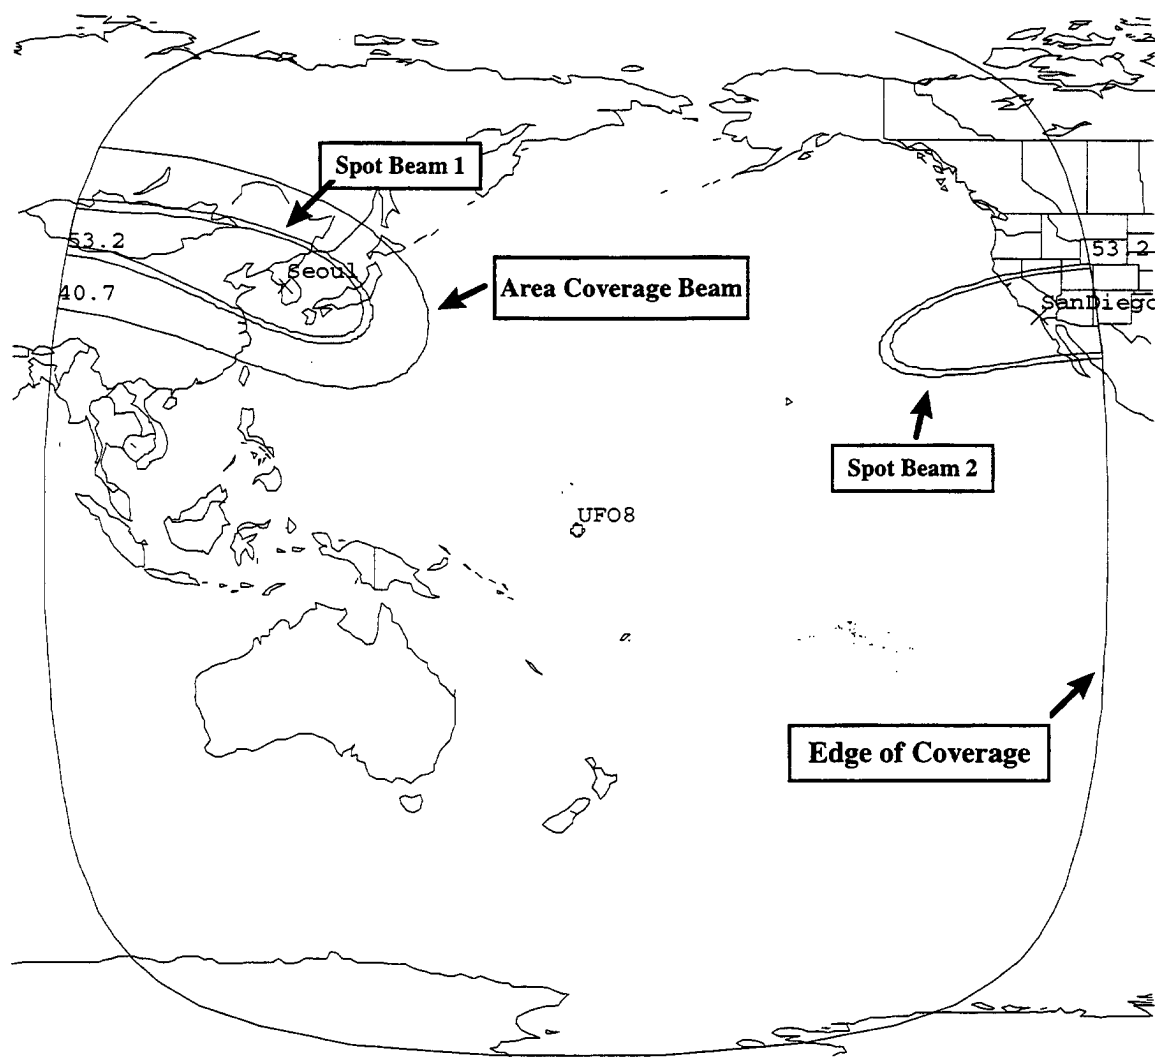 Spot Beam 1
53.2
53.2
Seoul
40.7
Area Coverage Beam
SanDiego
Spot Beam 2
UFO8
Edge of Coverage